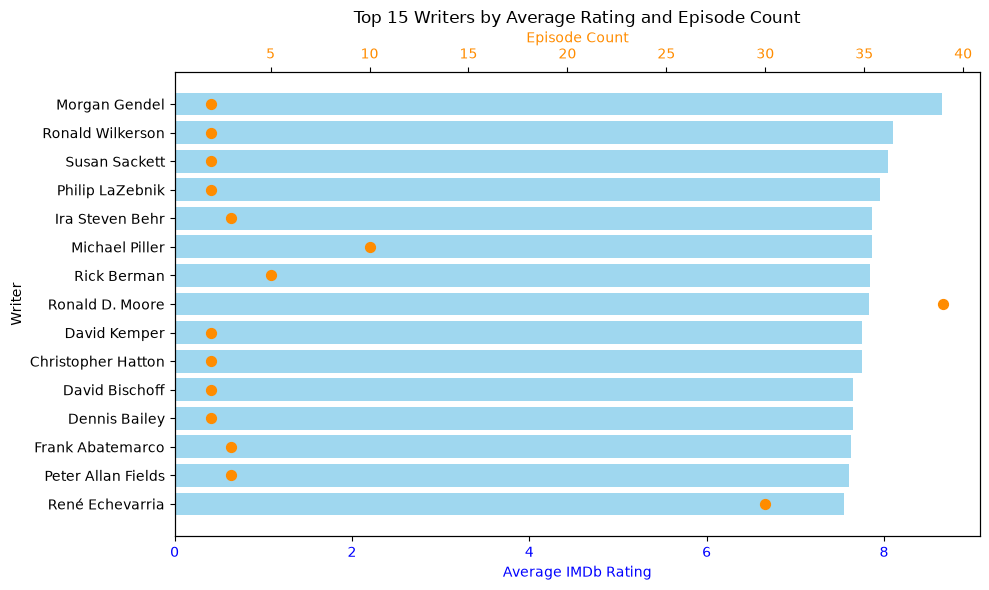 Top 15 Writers by Average Rating and Episode Count
Episode Count
5 10 15 20 25 30 35 40
Writer
Morgan Gendel
Ronald Wilkerson
Susan Sackett
Philip LaZebnik
Ira Steven Behr
Michael Piller
Rick Berman
Ronald D. Moore
David Kemper
Christopher Hatton
David Bischoff
Dennis Bailey
Frank Abatemarco
Peter Allan Fields
René Echevarria
0 2 4 6 8
Average IMDb Rating